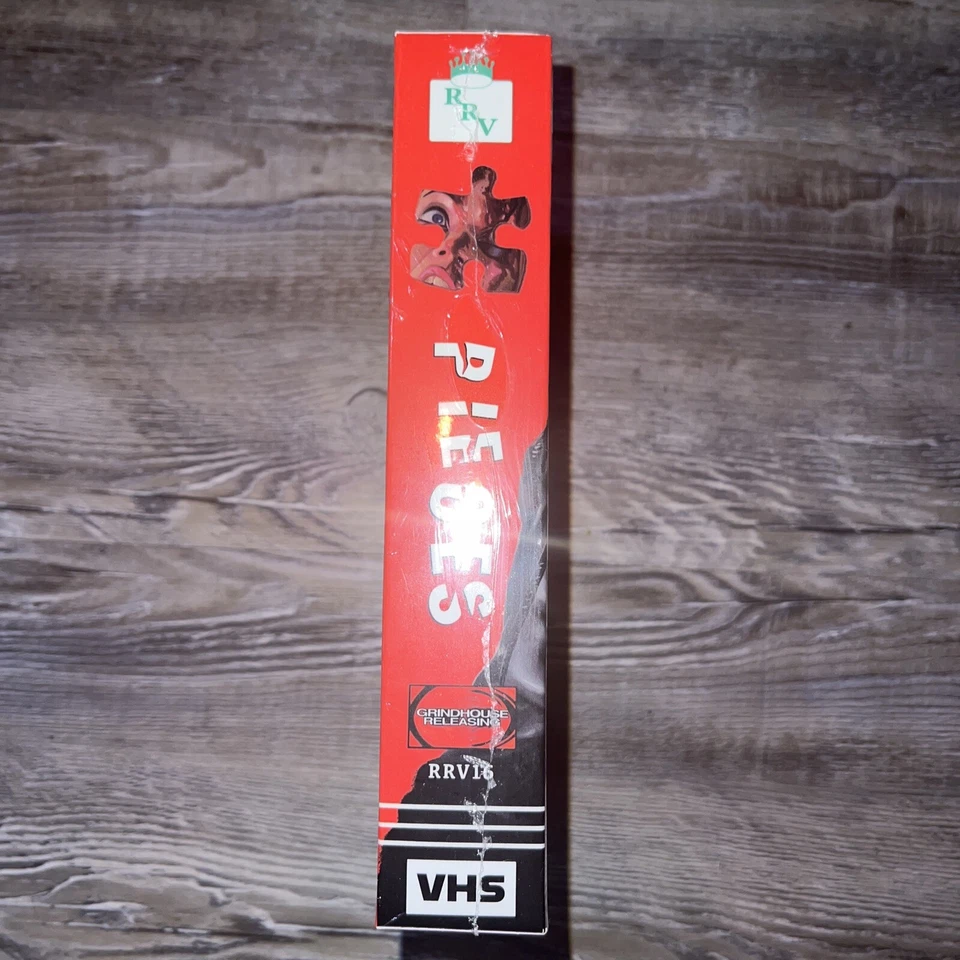 RRV
PIECES
GRINDHOUSE
RELEASING
RRV16
VHS